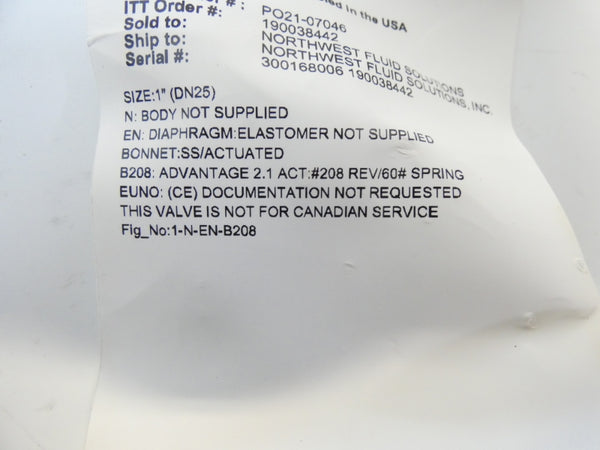 in the USA
ITT Order #: PO21-07046
Sold to: 190038442
NORTHWEST FLUID SOLUTIONS
Ship to: NORTHWEST FLUID SOLUTIONS, INC.
Serial #: 300168006 190038442
SIZE:1" (DN25)
N: BODY NOT SUPPLIED
EN: DIAPHRAGM:ELASTOMER NOT SUPPLIED
BONNET:SS/ACTUATED
B208: ADVANTAGE 2.1 ACT:#208 REV/60# SPRING
EUNO: (CE) DOCUMENTATION NOT REQUESTED
THIS VALVE IS NOT FOR CANADIAN SERVICE
Fig_No:1-N-EN-B208